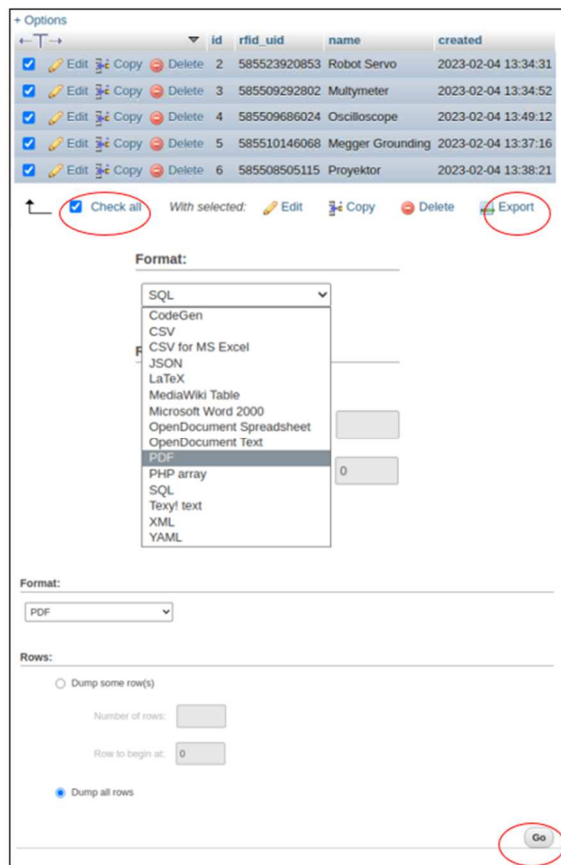 + Options
id rfid_uid name created
Edit Copy Delete 2 585523920853 Robot Servo 2023-02-04 13:34:31
Edit Copy Delete 3 585509292802 Multymeter 2023-02-04 13:34:52
Edit Copy Delete 4 585509686024 Oscilloscope 2023-02-04 13:49:12
Edit Copy Delete 5 585510146068 Megger Grounding 2023-02-04 13:37:16
Edit Copy Delete 6 585508505115 Proyektor 2023-02-04 13:38:21
Check all With selected: Edit Copy Delete Export
Format:
SQL
CodeGen
CSV
CSV for MS Excel
JSON
LaTeX
MediaWiki Table
Microsoft Word 2000
OpenDocument Spreadsheet
OpenDocument Text
PDF
PHP array
0
SQL
Texy! text
XML
YAML
Format:
PDF
Rows:
Dump some row(s)
Number of rows:
Row to begin at: 0
Dump all rows
Go